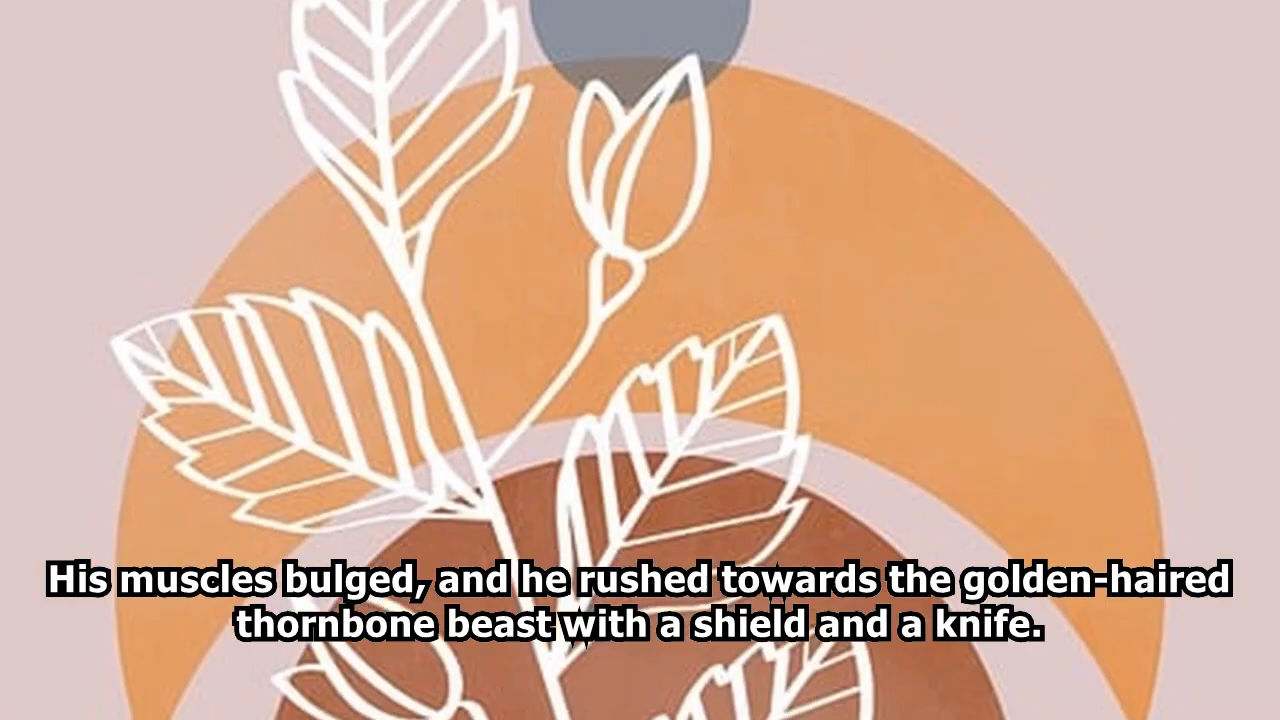 His muscles bulged, and he rushed towards the golden-haired
thornbone beast with a shield and a knife.